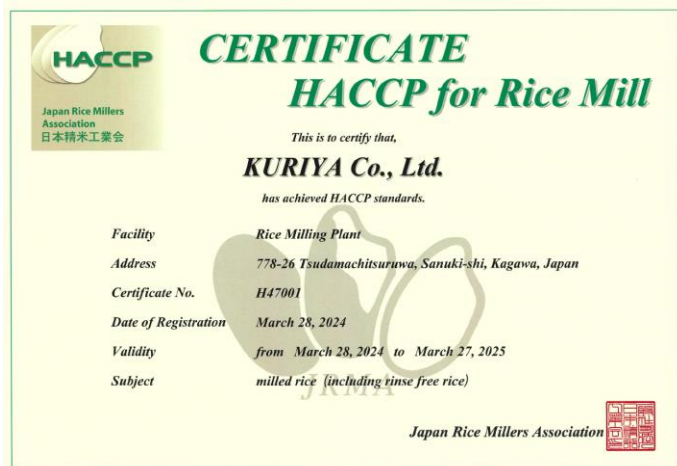 HACCP
Japan Rice Millers
Association
日本精米工業会
CERTIFICATE
HACCP for Rice Mill
This is to certify that,
KURIYA Co., Ltd.
has achieved HACCP standards.
Facility Rice Milling Plant
Address 778-26 Tsudamachitsuruwa, Sanuki-shi, Kagawa, Japan
Certificate No. H47001
Date of Registration March 28, 2024
Validity from March 28, 2024 to March 27, 2025
Subject milled rice (including rinse free rice)
JRMA
Japan Rice Millers Association